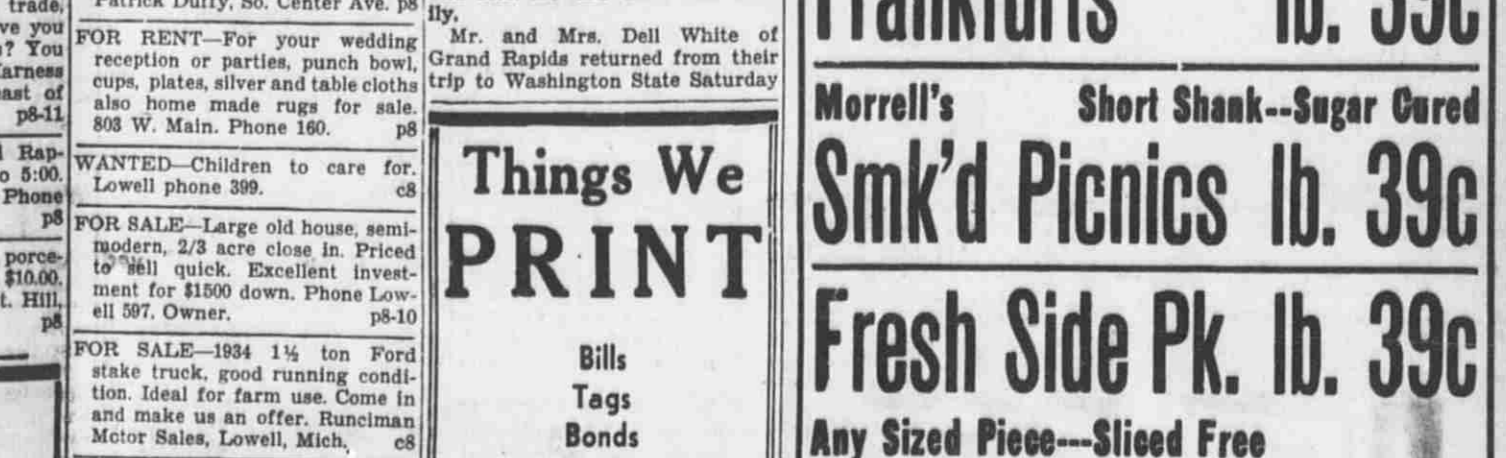 trade,
ve you
? You
arness
ast of
p8-11
Rap-
o 5:00.
Phone
p8
porce-
$10.00.
t. Hill,
p8
Patrick Duffy, So. Center Ave. p8
FOR RENT—For your wedding
reception or parties, punch bowl,
cups, plates, silver and table cloths
also home made rugs for sale.
803 W. Main. Phone 160. p8
WANTED—Children to care for.
Lowell phone 399. c8
FOR SALE—Large old house, semi-
modern, 2/3 acre close in. Priced
to sell quick. Excellent invest-
ment for $1500 down. Phone Low-
ell 597. Owner. p8-10
FOR SALE—1934 1½ ton Ford
stake truck, good running condi-
tion. Ideal for farm use. Come in
and make us an offer. Runciman
Motor Sales, Lowell, Mich. c8
lly.
Mr. and Mrs. Dell White of
Grand Rapids returned from their
trip to Washington State Saturday
Things We
PRINT
Bills
Tags
Bonds
Frankfurts lb. 39c
Morrell's Short Shank--Sugar Cured
Smk'd Picnics lb. 39c
Fresh Side Pk. lb. 39c
Any Sized Piece---Sliced Free